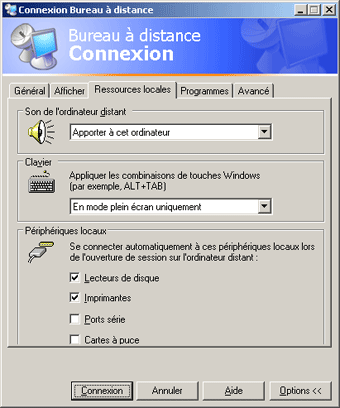 Connexion Bureau à distance
Bureau à distance
Connexion
Général
Afficher
Ressources locales
Programmes
Avancé
Son de l'ordinateur distant
Apporter à cet ordinateur
Clavier
Appliquer les combinaisons de touches Windows
(par exemple, ALT+TAB)
En mode plein écran uniquement
Périphériques locaux
Se connecter automatiquement à ces périphériques locaux lors
de l'ouverture de session sur l'ordinateur distant :
Lecteurs de disque
Imprimantes
Ports série
Cartes à puce
Connexion
Annuler
Aide
Options <<